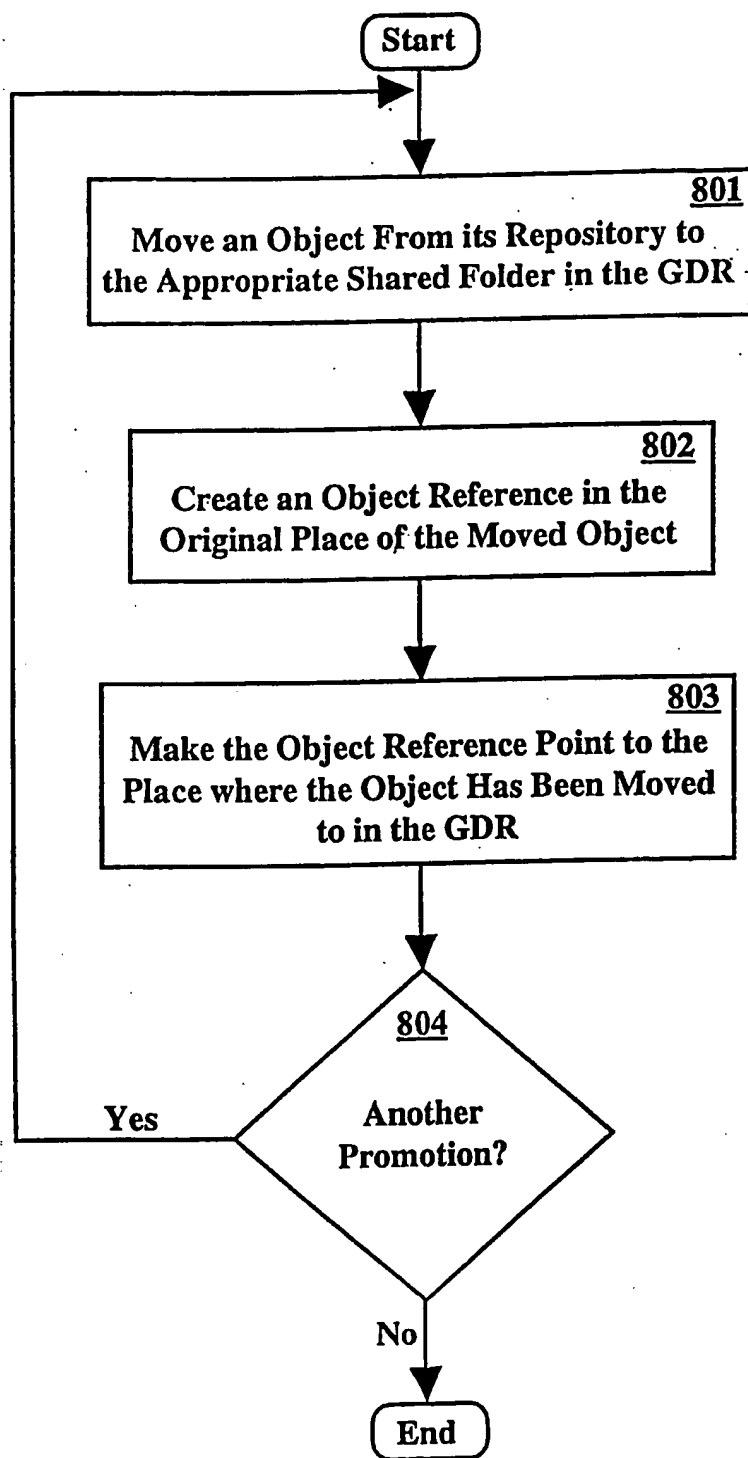 Start
801
Move an Object From its Repository to
the Appropriate Shared Folder in the GDR
802
Create an Object Reference in the
Original Place of the Moved Object
803
Make the Object Reference Point to the
Place where the Object Has Been Moved
to in the GDR
804
Another
Promotion?
Yes
No
End